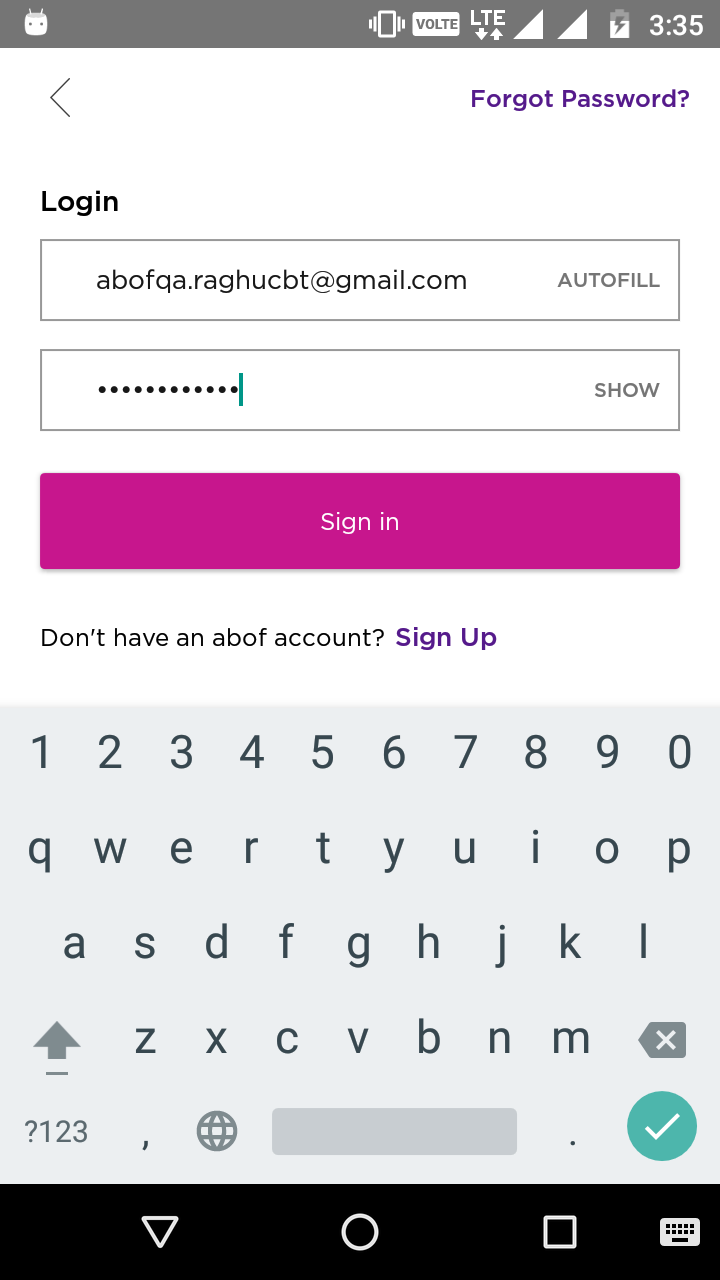 VOLTE LTE 3:35
Forgot Password?
Login
abofqa.raghucbt@gmail.com AUTOFILL
•••••••••••• SHOW
Sign in
Don't have an abof account? Sign Up
1 2 3 4 5 6 7 8 9 0
q w e r t y u i o p
a s d f g h j k l
z x c v b n m
?123 , .